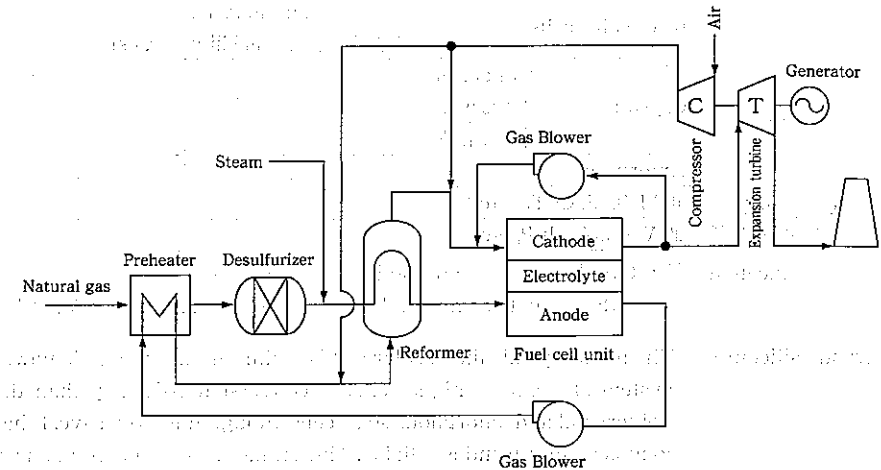 Air
Generator
C
T
Gas Blower
Compressor
Expansion turbine
Steam
Cathode
Preheater
Desulfurizer
Electrolyte
Natural gas
Anode
Reformer
Fuel cell unit
Gas Blower